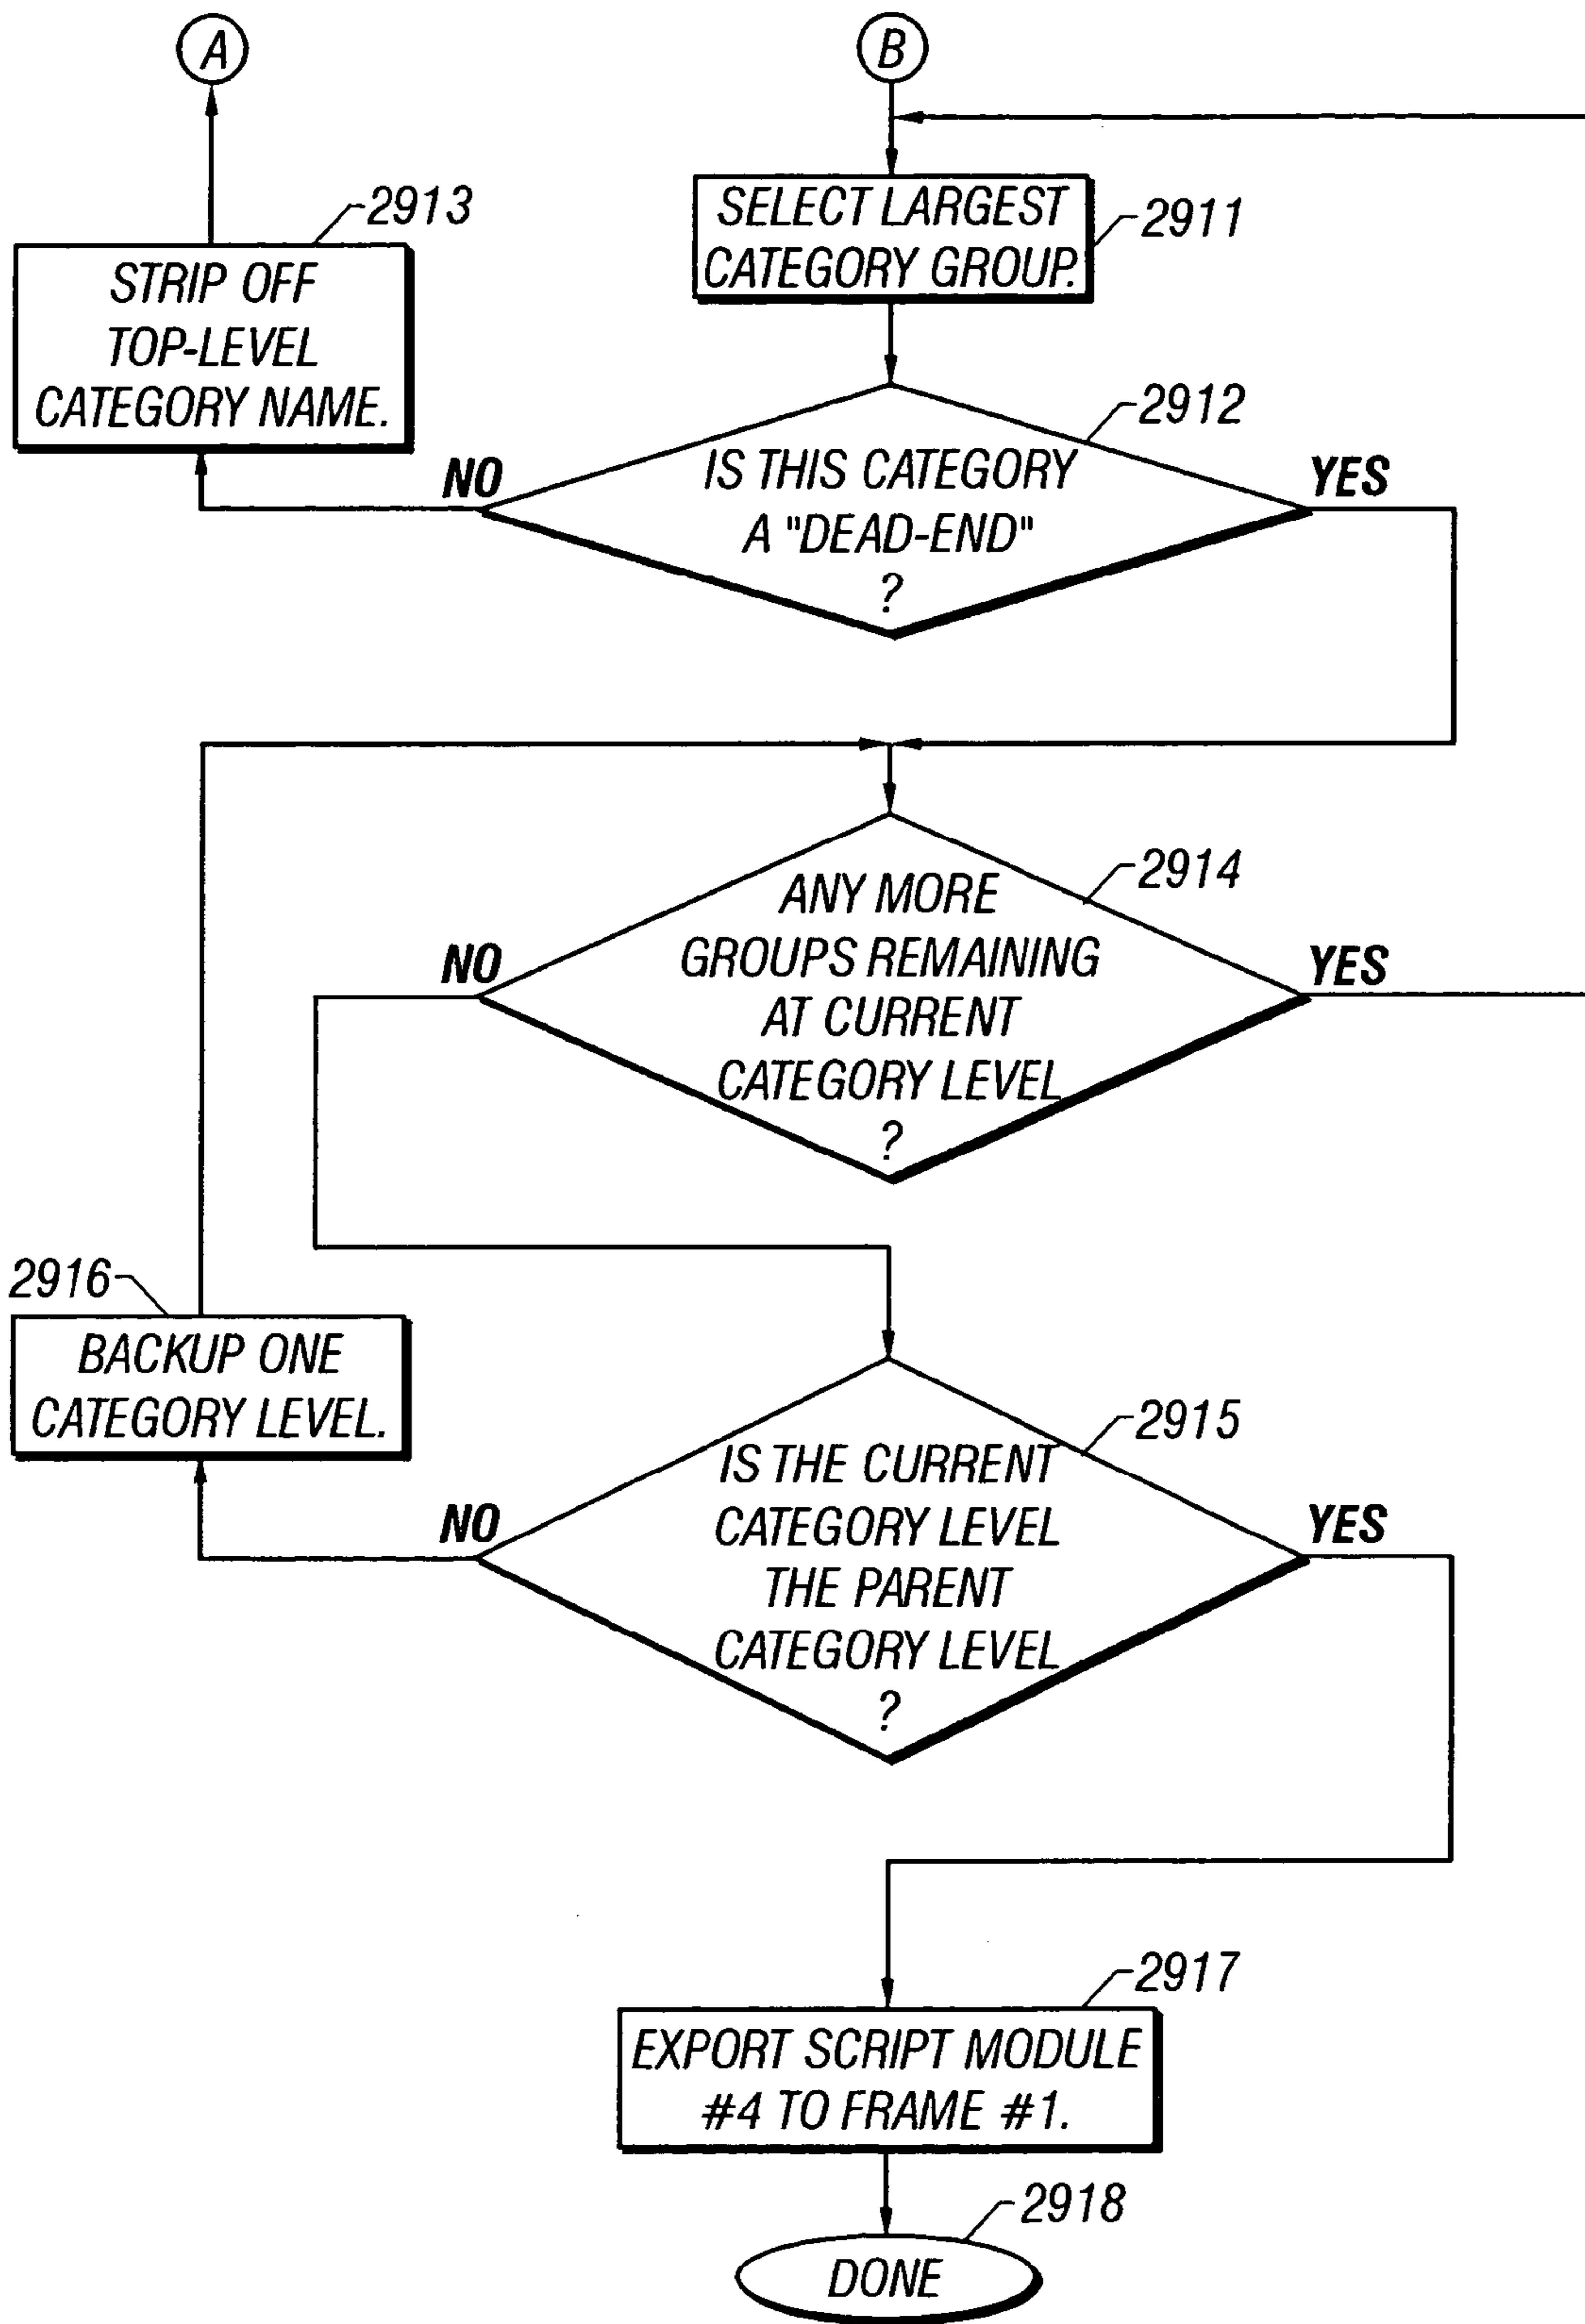 A
B
2913
STRIP OFF
TOP-LEVEL
CATEGORY NAME.
SELECT LARGEST
CATEGORY GROUP.
2911
2912
IS THIS CATEGORY
A "DEAD-END"
?
NO
YES
2914
ANY MORE
GROUPS REMAINING
AT CURRENT
CATEGORY LEVEL
?
NO
YES
2916
BACKUP ONE
CATEGORY LEVEL.
2915
IS THE CURRENT
CATEGORY LEVEL
THE PARENT
CATEGORY LEVEL
?
NO
YES
2917
EXPORT SCRIPT MODULE
#4 TO FRAME #1.
2918
DONE